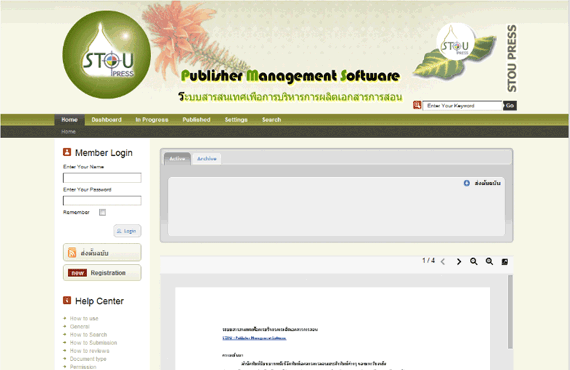 STOU
PRESS
STOU
PRESS
STOU PRESS
Publisher Management Software
ระบบสารสนเทศเพื่อการบริหารการผลิตเอกสารการสอน
Enter Your Keyword
Go
Home Dashboard In Progress Published Settings Search
Home
Member Login
Enter Your Name
Enter Your Password
Remember
Login
ส่งต้นฉบับ
new Registration
Help Center
How to use
General
How to Search
How to Submission
How to reviews
Document type
Permission
Active Archive
ส่งต้นฉบับ
1 / 4
ระบบสารสนเทศเพื่อการบริหารการผลิตเอกสารการสอน
STOU : Publisher Management Software